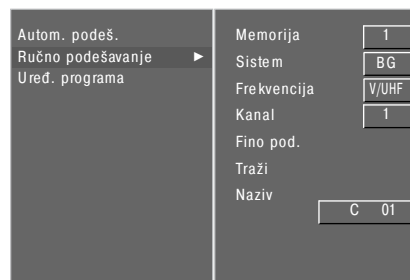 Autom. podeš.
Ručno podešavanje ►
Uređ. programa
Memorija 1
Sistem BG
Frekvencija V/UHF
Kanal 1
Fino pod.
Traži
Naziv
C 01